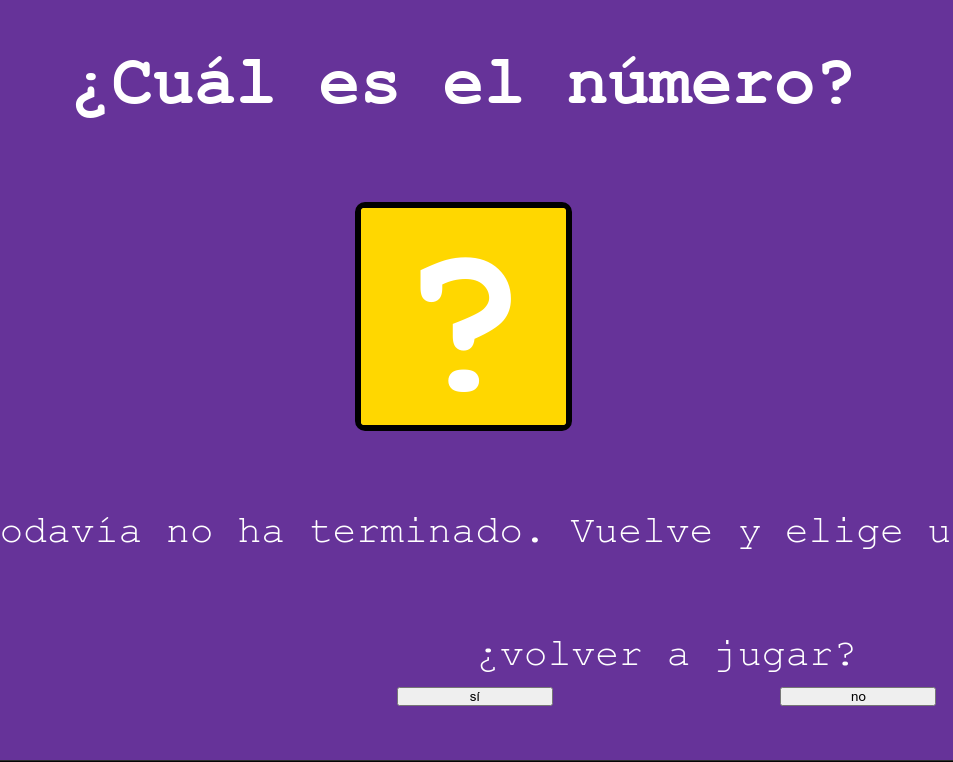 ¿Cuál es el número?
?
odavía no ha terminado. Vuelve y elige u
¿volver a jugar?
sí no